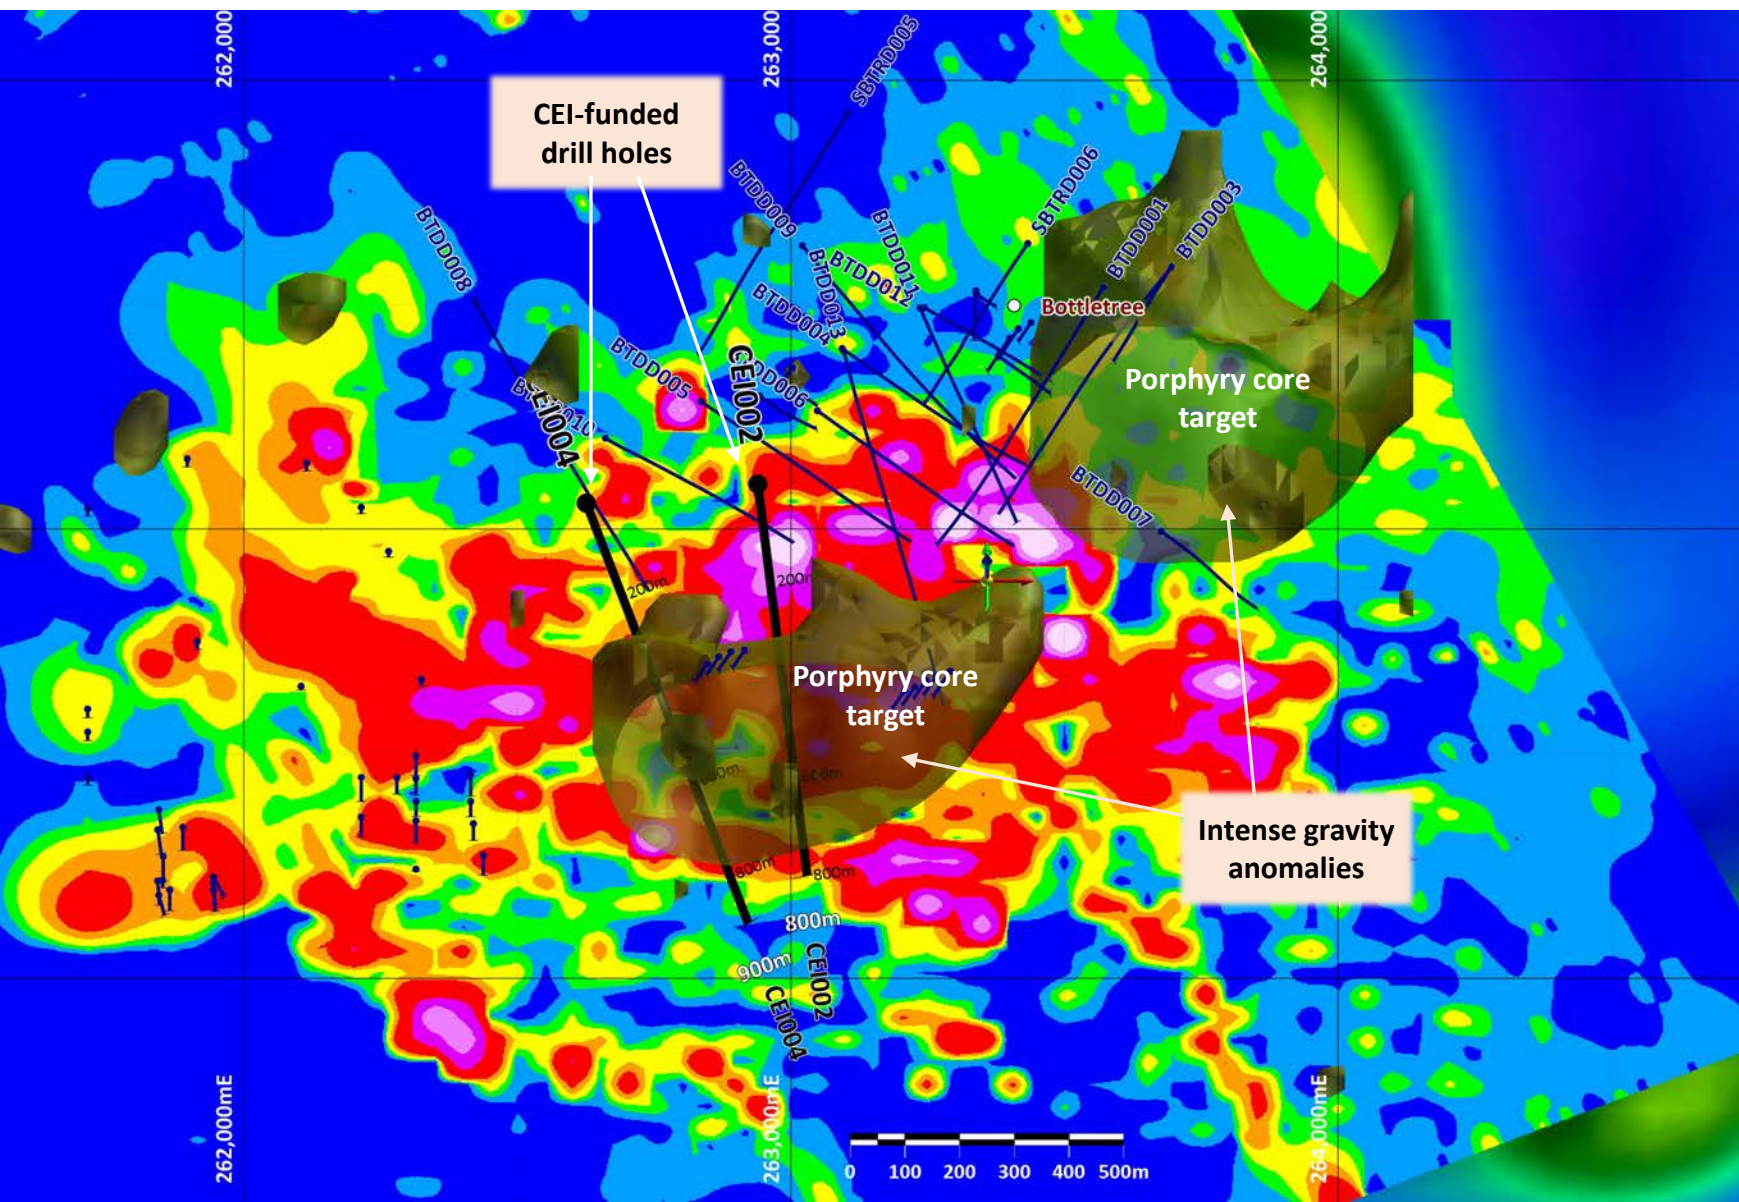 262,000
263,000
264,000
SBTRD005
CEI-funded
drill holes
BTDD009
SBTRD006
BTDD001
BTDD003
BTDD008
BTDD011
BTDD012
BTDD013
BTDD004
Bottletree
BTDD005
CEI002
DD006
Porphyry core
target
EI004
BTDD007
200m
200m
Porphyry core
target
800m
800m
Intense gravity
anomalies
800m
900m
CEI002
CEI004
262,000mE
263,000mE
264,000mE
0 100 200 300 400 500m